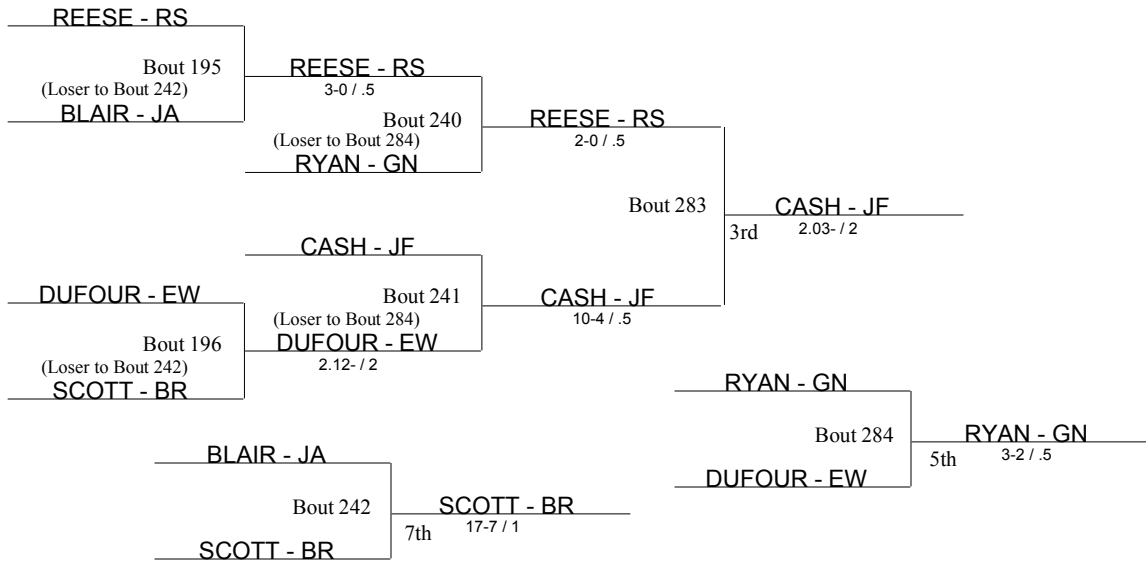 REESE - RS
Bout 195
(Loser to Bout 242)
BLAIR - JA
REESE - RS
3-0 / .5
Bout 240
(Loser to Bout 284)
RYAN - GN
REESE - RS
2-0 / .5
Bout 283
CASH - JF
2.03- / 2
3rd
CASH - JF
Bout 241
(Loser to Bout 284)
DUFOUR - EW
2.12- / 2
CASH - JF
10-4 / .5
DUFOUR - EW
Bout 196
(Loser to Bout 242)
SCOTT - BR
RYAN - GN
Bout 284
DUFOUR - EW
RYAN - GN
3-2 / .5
5th
BLAIR - JA
Bout 242
SCOTT - BR
SCOTT - BR
17-7 / 1
7th